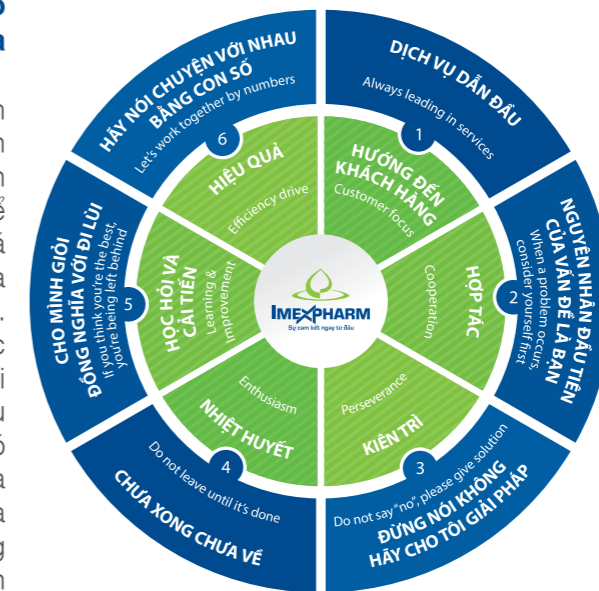 DỊCH VỤ DẪN ĐẦU
Always leading in services
1
HƯỚNG ĐẾN
KHÁCH HÀNG
Customer focus
NGUYÊN NHÂN ĐẦU TIÊN
CỦA VẤN ĐỀ LÀ BẠN
When a problem occurs,
consider yourself first
2
HỢP TÁC
Cooperation
3
Perseverance
KIÊN TRÌ
Do not say "no", please give solution
ĐỪNG NÓI KHÔNG
HÃY CHO TÔI GIẢI PHÁP
4
Enthusiasm
NHIỆT HUYẾT
Do not leave until it's done
CHƯA XONG CHƯA VỀ
CHO MÌNH GIỎI
ĐỒNG NGHĨA VỚI ĐI LÙI
If you think you're the best,
you're being left behind
5
HỌC HỎI VÀ
CẢI TIẾN
Learning &
improvement
HÃY NÓI CHUYỆN VỚI NHAU
BẰNG CON SỐ
Let's work together by numbers
6
HIỆU QUẢ
Efficiency drive
IMEXPHARM
Sự cam kết ngay từ đầu